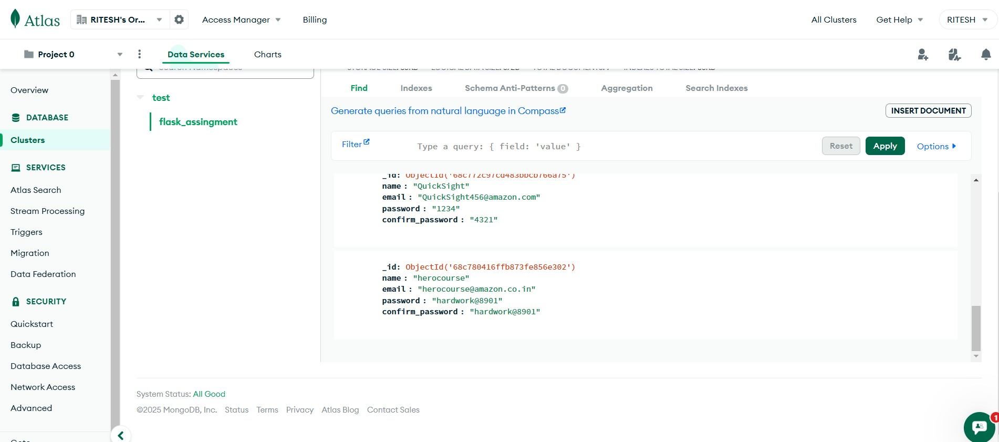 Atlas
RITESH's Or...
Access Manager
Billing
All Clusters
Get Help
RITESH
Project 0
Data Services
Charts
Overview
DATABASE
Clusters
SERVICES
Atlas Search
Stream Processing
Triggers
Migration
Data Federation
SECURITY
Quickstart
Backup
Database Access
Network Access
Advanced
test
flask_assingment
Find
Indexes
Schema Anti-Patterns 0
Aggregation
Search Indexes
Generate queries from natural language in Compass
INSERT DOCUMENT
Filter
Type a query: { field: 'value' }
Reset
Apply
Options
_id: ObjectId('68c772c97cd483bbcb766a75')
name : "QuickSight"
email : "QuickSight456@amazon.com"
password : "1234"
confirm_password : "4321"
_id: ObjectId('68c780416ffb873fe856e302')
name : "herocourse"
email : "herocourse@amazon.co.in"
password : "hardwork@8901"
confirm_password : "hardwork@8901"
System Status: All Good
©2025 MongoDB, Inc.
Status
Terms
Privacy
Atlas Blog
Contact Sales
1